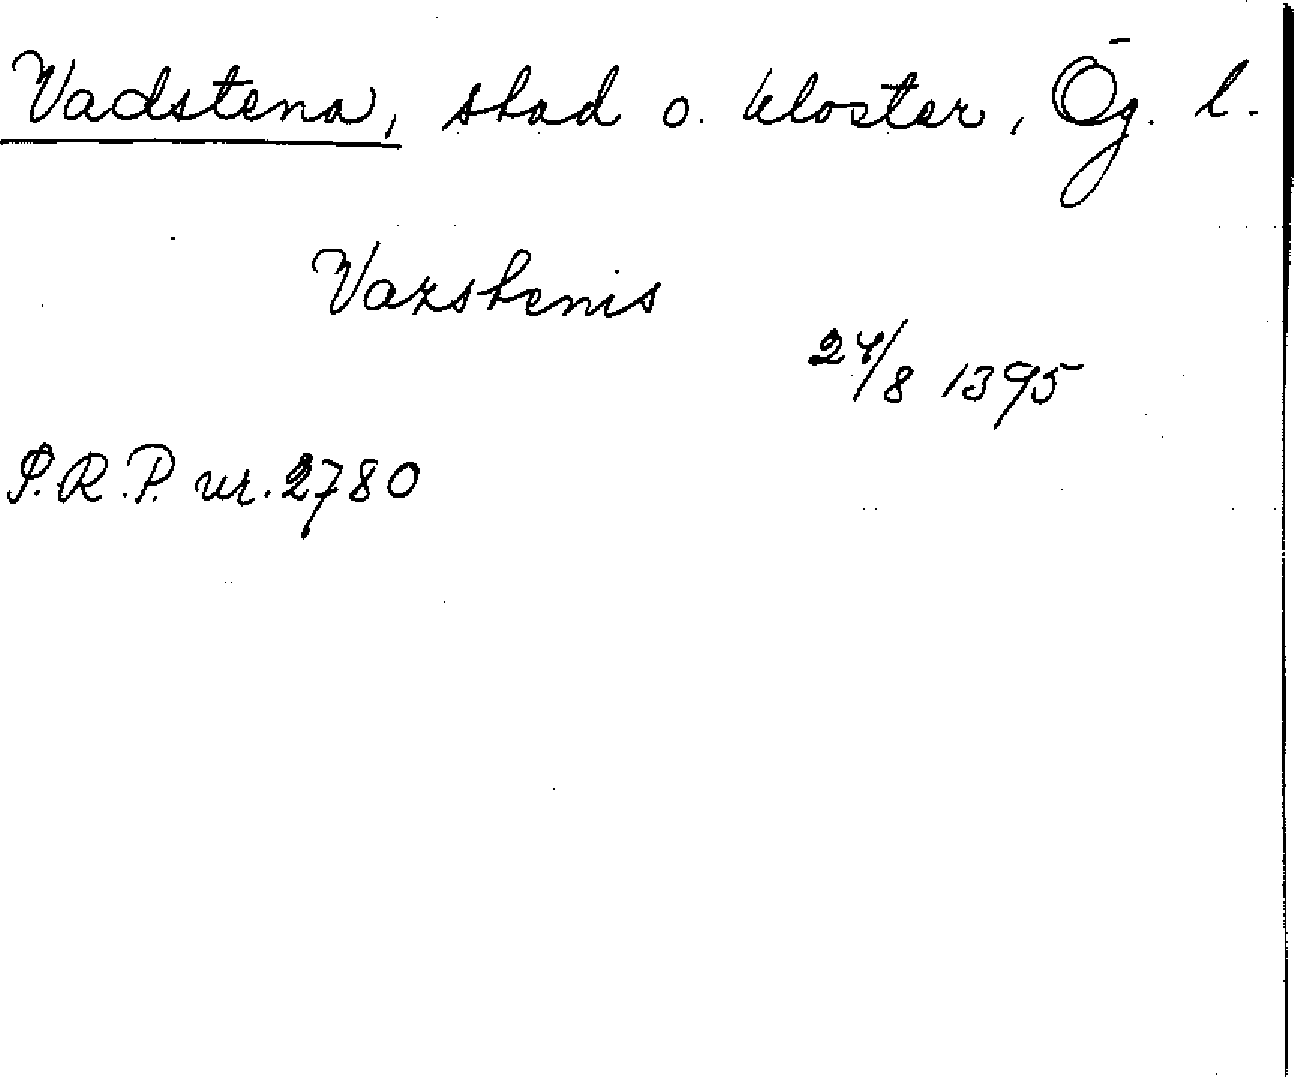 Vadstena, stad o. kloster, Ög. l.
Vazstenis
24/8 1395
S.R.P. nr. 2780